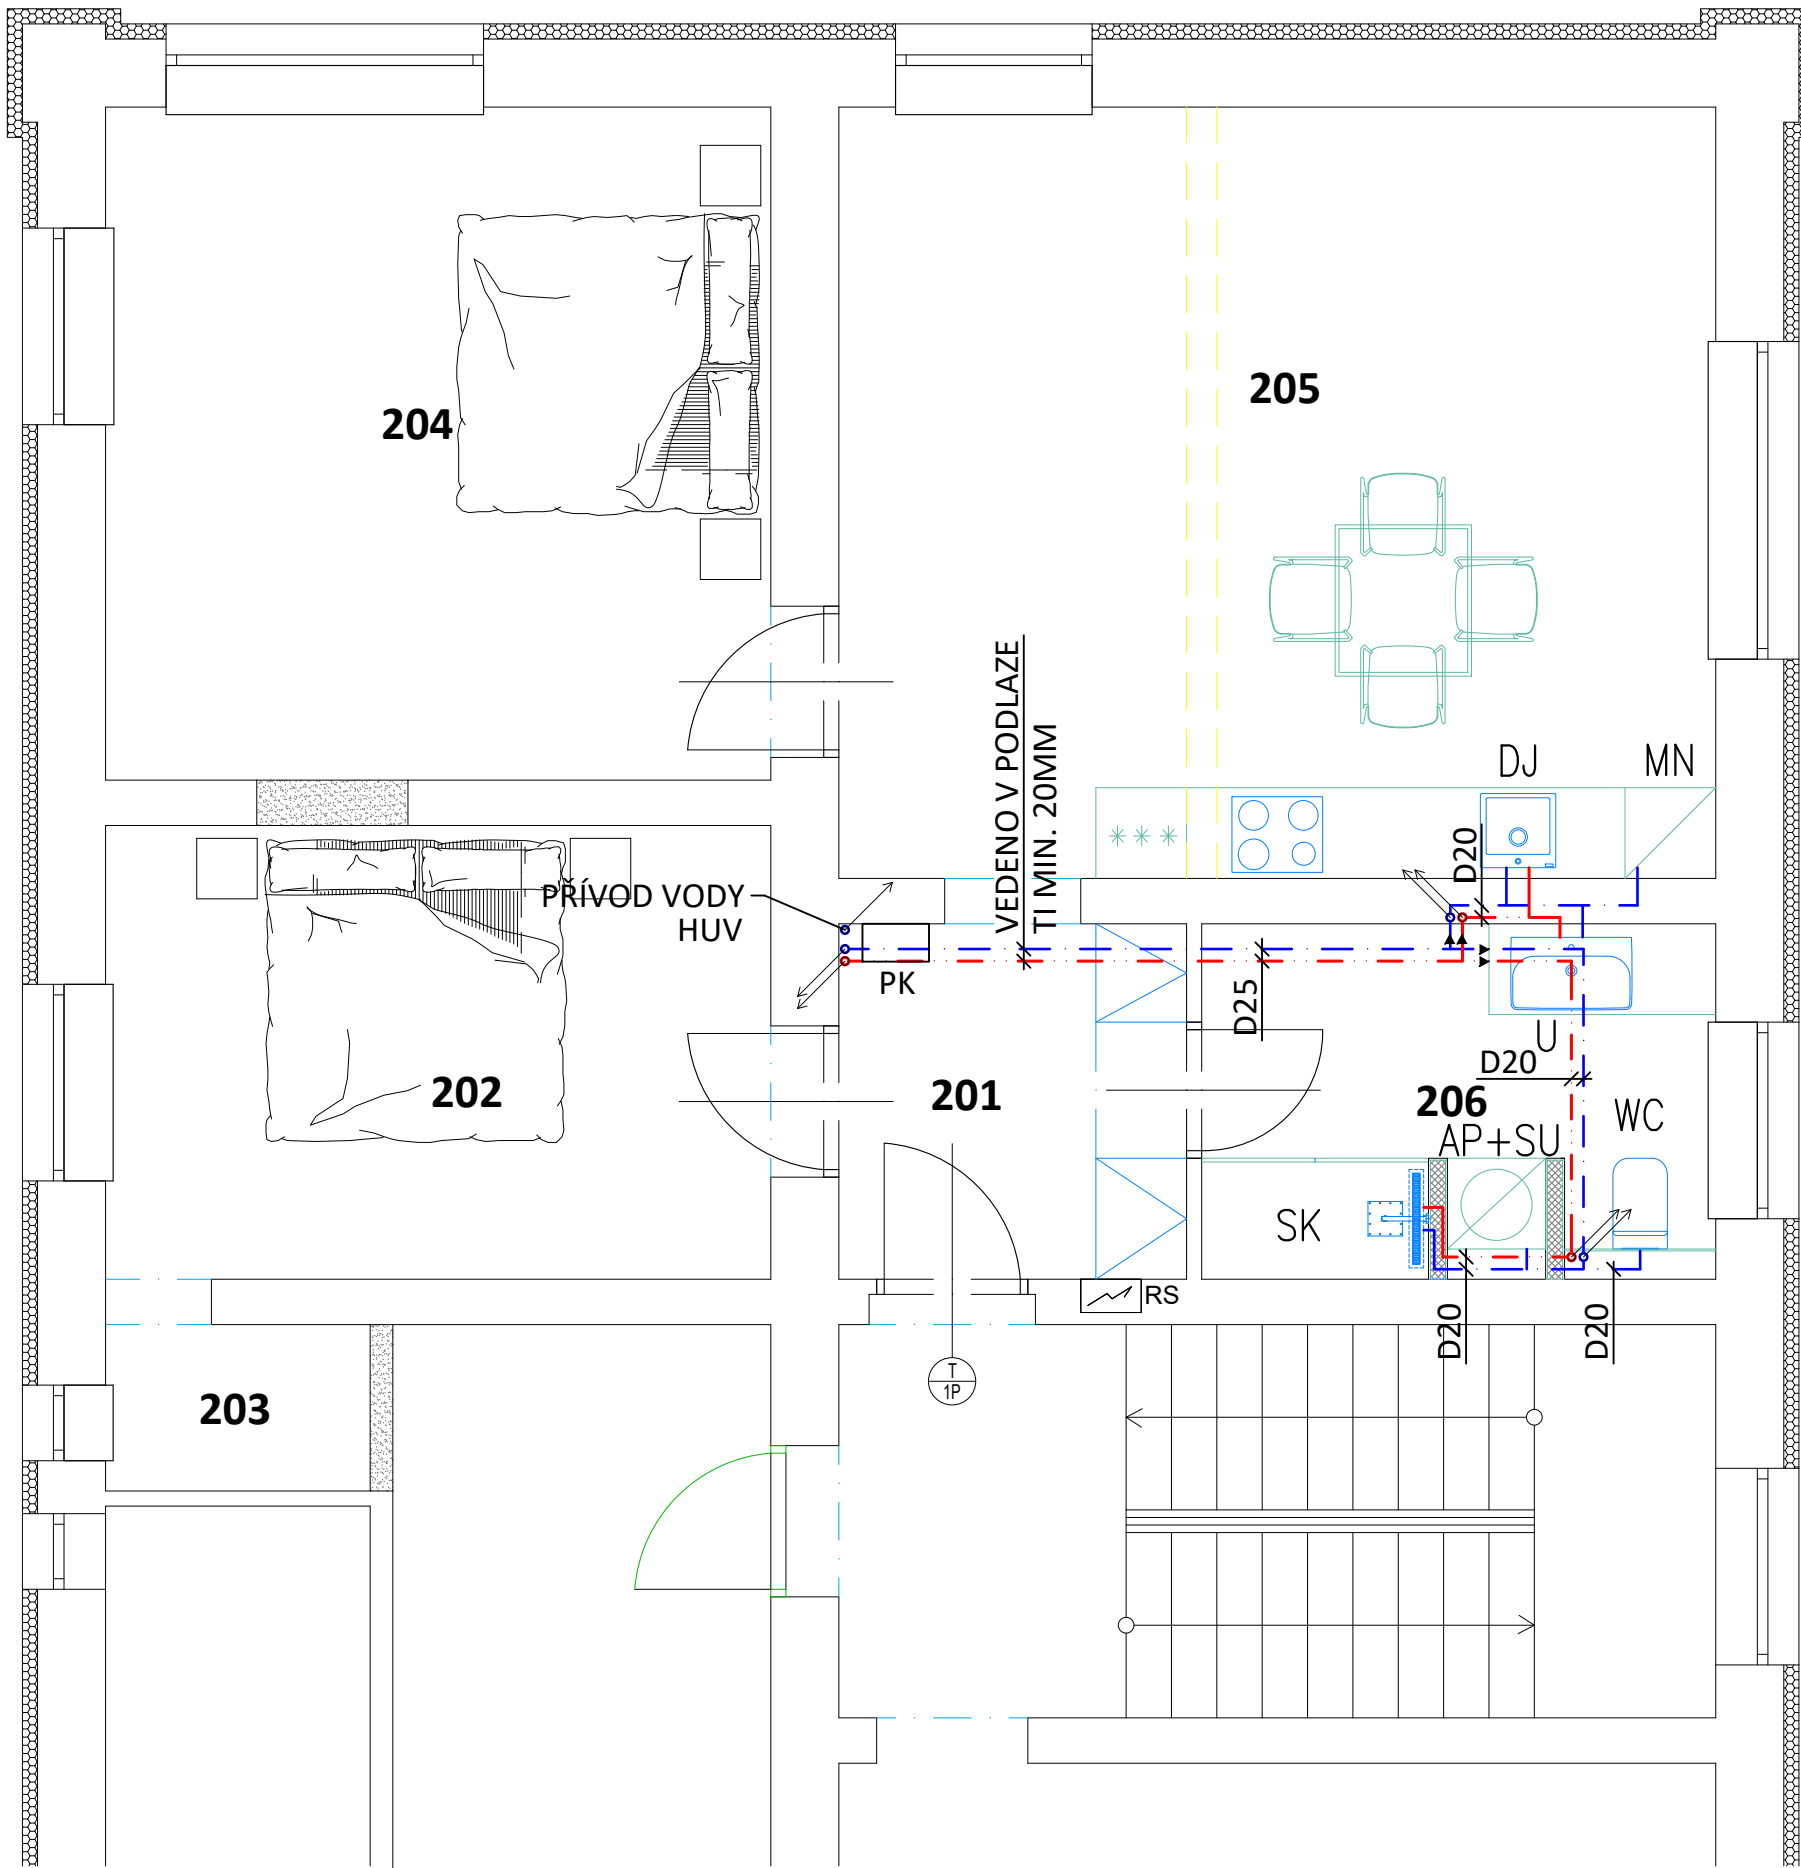 204
205
VEDENO V PODLAZE
TI MIN. 20MM
DJ
MN
D20
PŘÍVOD VODY
HUV
PK
D25
U
D20
202
201
206
WC
AP+SU
SK
RS
D20
D20
T
1P
203